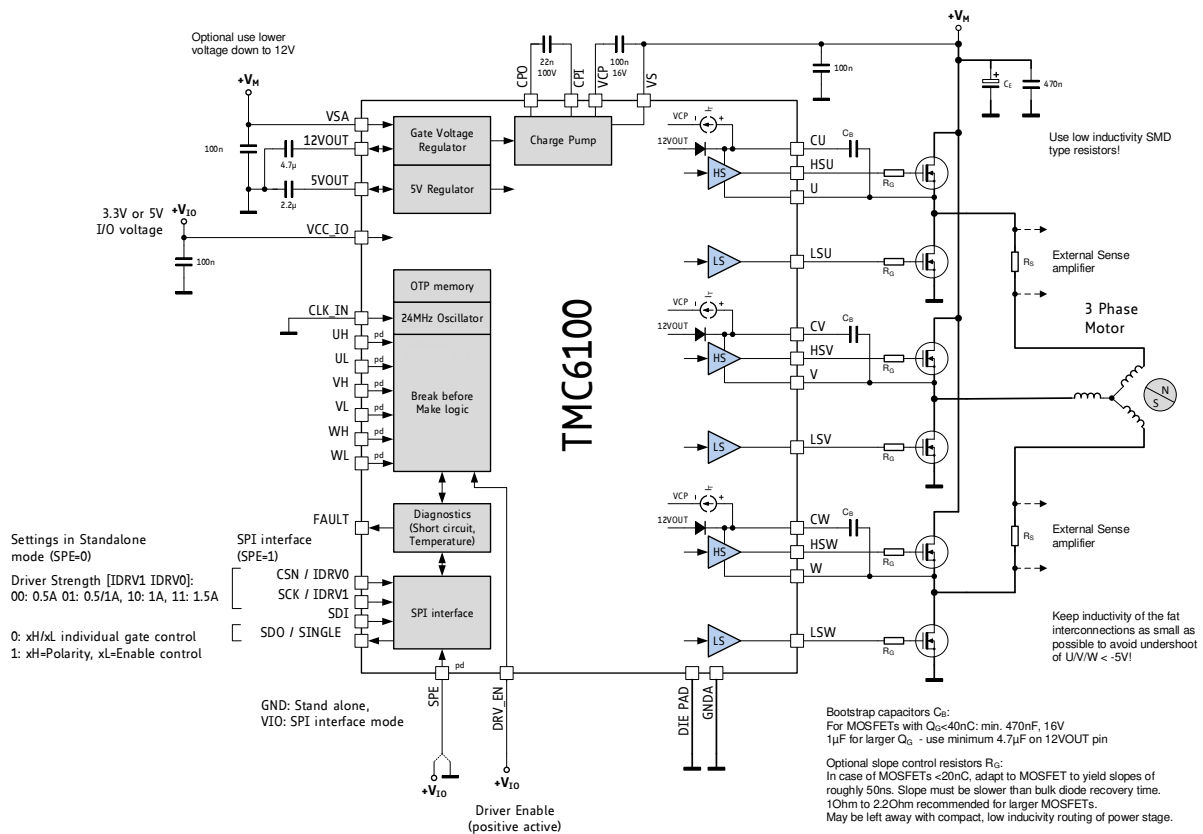 +VM
Optional use lower
voltage down to 12V
+VM
CPO
22n
100V
CPI
VCP
100n
16V
VS
100n
CE
470n
Use low inductivity SMD
type resistors!
VSA
100n
12VOUT
4.7µ
5VOUT
2.2µ
Gate Voltage
Regulator
5V Regulator
Charge Pump
3.3V or 5V
I/O voltage
+VIO
VCC_IO
100n
OTP memory
24MHz Oscillator
Break before
Make logic
CLK_IN
UH
pd
UL
pd
VH
pd
VL
pd
WH
pd
WL
pd
TMC6100
VCP
+
12VOUT
HS
CU
CB
HSU
RG
U
LS
LSU
RG
RS
External Sense
amplifier
3 Phase
Motor
N
S
VCP
+
12VOUT
HS
CV
CB
HSV
RG
V
LS
LSV
RG
VCP
+
12VOUT
HS
CW
CB
HSW
RG
W
LS
LSW
RG
RS
External Sense
amplifier
Keep inductivity of the fat
interconnections as small as
possible to avoid undershoot
of U/V/W < -5V!
FAULT
Diagnostics
(Short circuit,
Temperature)
Settings in Standalone
mode (SPE=0)
SPI interface
(SPE=1)
Driver Strength [IDRV1 IDRV0]:
00: 0.5A 01: 0.5/1A, 10: 1A, 11: 1.5A
CSN / IDRV0
SCK / IDRV1
SDI
SDO / SINGLE
SPI interface
0: xH/xL individual gate control
1: xH=Polarity, xL=Enable control
pd
SPE
DRV_EN
DIE PAD
GNDA
GND: Stand alone,
VIO: SPI interface mode
+VIO
+VIO
Driver Enable
(positive active)
Bootstrap capacitors CB:
For MOSFETs with QG<40nC: min. 470nF, 16V
1µF for larger QG - use minimum 4.7µF on 12VOUT pin
Optional slope control resistors RG:
In case of MOSFETs <20nC, adapt to MOSFET to yield slopes of
roughly 50ns. Slope must be slower than bulk diode recovery time.
1Ohm to 2.2Ohm recommended for larger MOSFETs.
May be left away with compact, low inducivity routing of power stage.